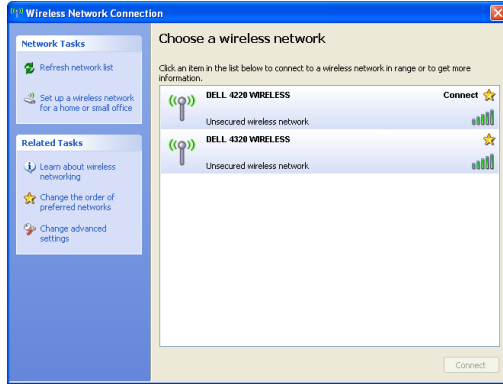 Wireless Network Connection
Network Tasks
Refresh network list
Set up a wireless network
for a home or small office
Related Tasks
Learn about wireless
networking
Change the order of
preferred networks
Change advanced
settings
Choose a wireless network
Click an item in the list below to connect to a wireless network in range or to get more
information.
DELL 4220 WIRELESS Connect
Unsecured wireless network
DELL 4320 WIRELESS
Unsecured wireless network
Connect